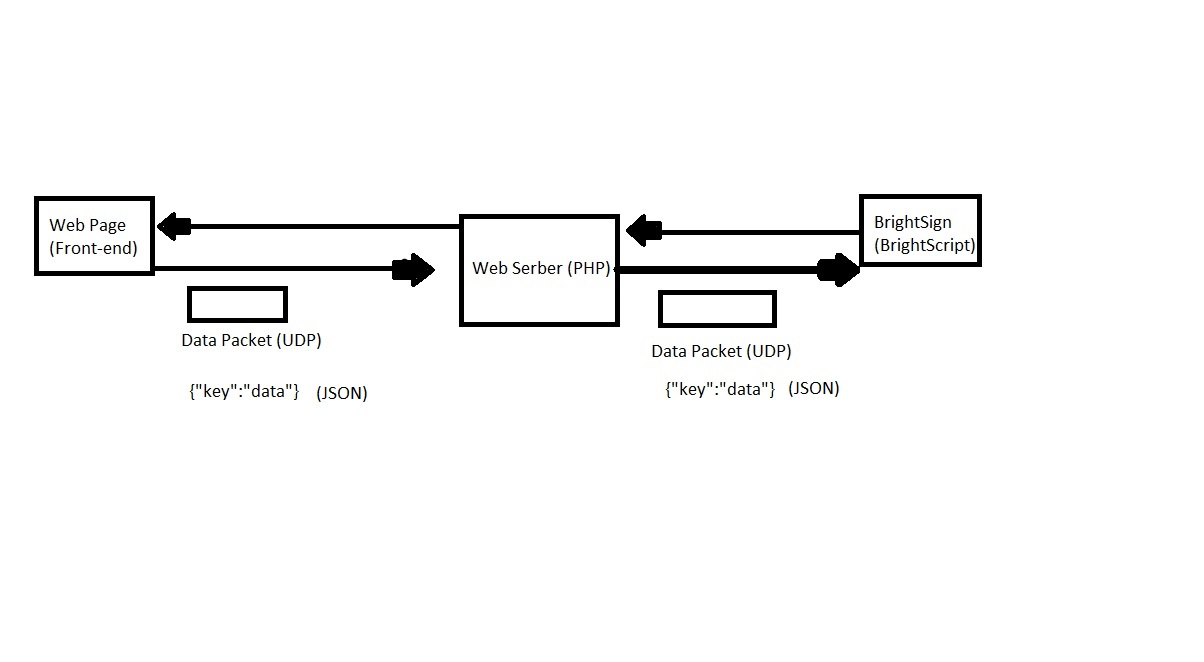 Web Page
(Front-end)
Web Serber (PHP)
BrightSign
(BrightScript)
Data Packet (UDP)
{"key":"data"} (JSON)
Data Packet (UDP)
{"key":"data"} (JSON)